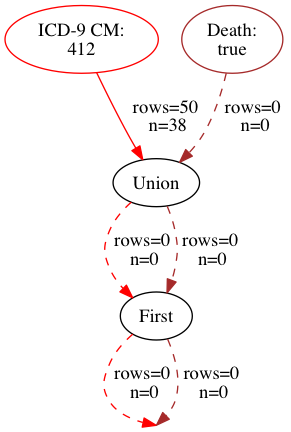 ICD-9 CM:
412
Death:
true
rows=50
n=38
rows=0
n=0
Union
rows=0
n=0
rows=0
n=0
First
rows=0
n=0
rows=0
n=0